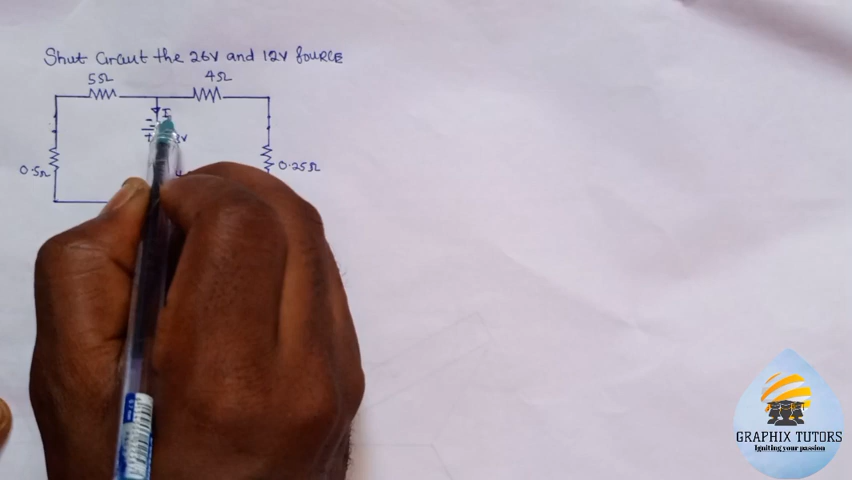 Shut Circuit the 26V and 12V SOURCE
5Ω 4Ω
I
0.5Ω 0.25Ω
GRAPHIX TUTORS
Igniting your passion